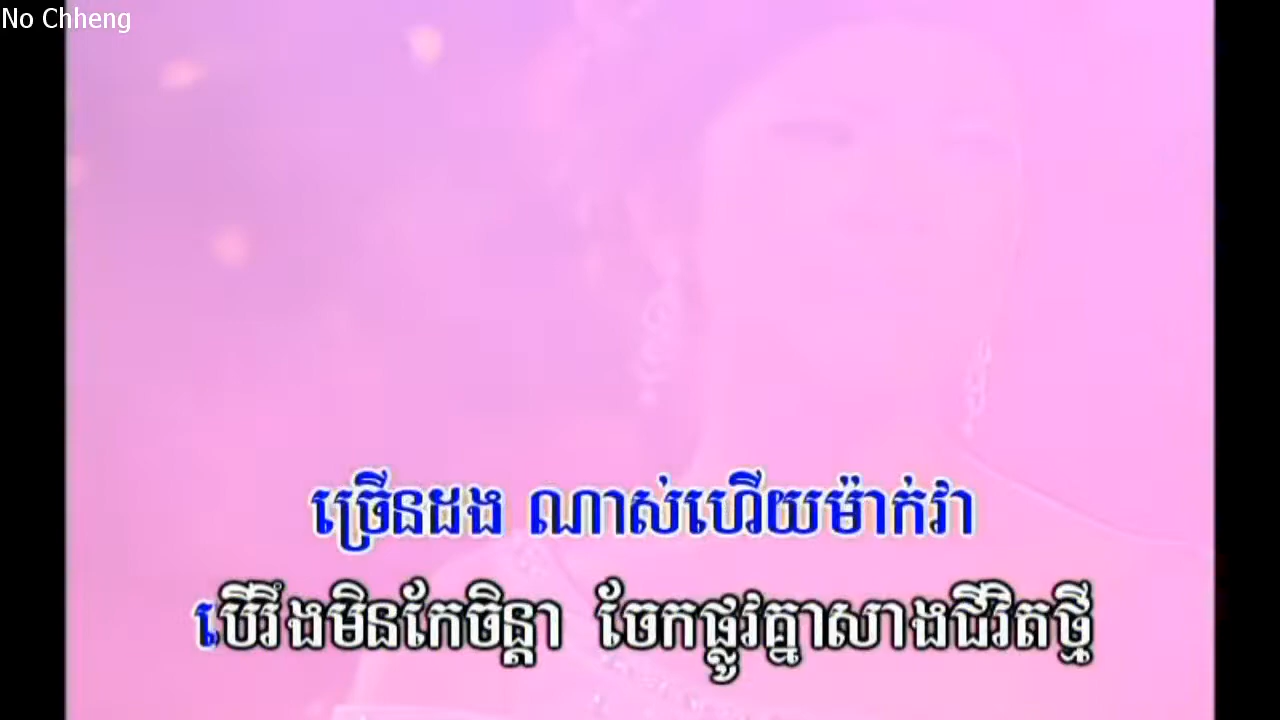 No Chheng
ច្រើនដង ណាស់ហើយម៉ាក់វា
បើរឹងមិនកែចិន្តា ចែកផ្លូវគ្នាសាងជីវិតថ្មី